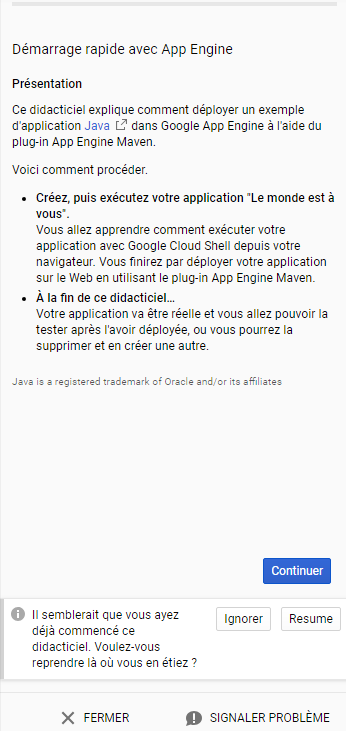 Démarrage rapide avec App Engine
Présentation
Ce didacticiel explique comment déployer un exemple
d'application Java dans Google App Engine à l'aide du
plug-in App Engine Maven.
Voici comment procéder.
• Créez, puis exécutez votre application "Le monde est à
vous".
Vous allez apprendre comment exécuter votre
application avec Google Cloud Shell depuis votre
navigateur. Vous finirez par déployer votre application
sur le Web en utilisant le plug-in App Engine Maven.
• À la fin de ce didacticiel...
Votre application va être réelle et vous allez pouvoir la
tester après l'avoir déployée, ou vous pourrez la
supprimer et en créer une autre.
Java is a registered trademark of Oracle and/or its affiliates
Continuer
Il semblerait que vous ayez
déjà commencé ce
didacticiel. Voulez-vous
reprendre là où vous en étiez ?
Ignorer
Resume
FERMER
SIGNALER PROBLÈME